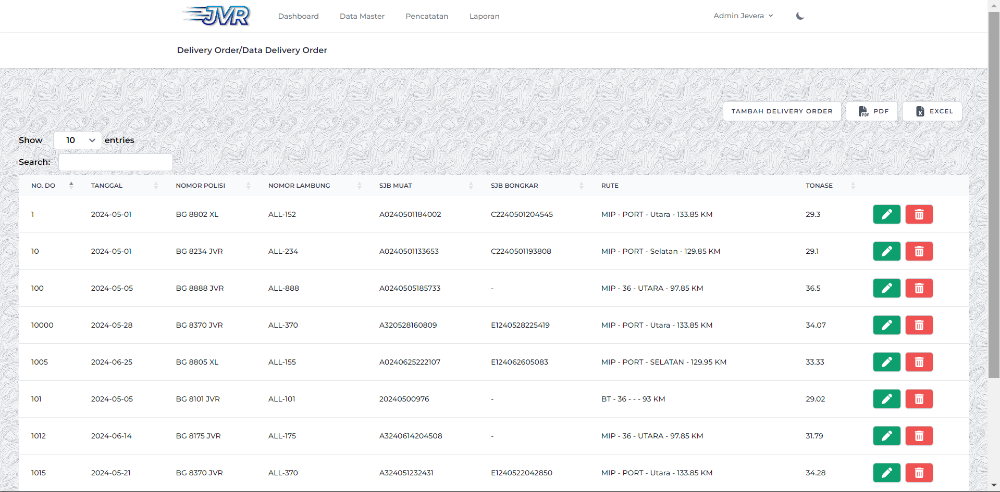 JVR
Dashboard Data Master Pencatatan Laporan Admin Jevera
Delivery Order/Data Delivery Order
TAMBAH DELIVERY ORDER PDF PDF X EXCEL
Show 10 entries
Search:
NO. DO TANGGAL NOMOR POLISI NOMOR LAMBUNG SJB MUAT SJB BONGKAR RUTE TONASE
1 2024-05-01 BG 8802 XL ALL-152 A0240501184002 C2240501204545 MIP - PORT - Utara - 133.85 KM 29.3
10 2024-05-01 BG 8234 JVR ALL-234 A0240501133653 C2240501193808 MIP - PORT - Selatan - 129.85 KM 29.1
100 2024-05-05 BG 8888 JVR ALL-888 A0240505185733 - MIP - 36 - UTARA - 97.85 KM 36.5
10000 2024-05-28 BG 8370 JVR ALL-370 A320528160809 E1240528225419 MIP - PORT - Utara - 133.85 KM 34.07
1005 2024-06-25 BG 8805 XL ALL-155 A0240625222107 E124062605083 MIP - PORT - SELATAN - 129.95 KM 33.33
101 2024-05-05 BG 8101 JVR ALL-101 20240500976 - BT - 36 - - - 93 KM 29.02
1012 2024-06-14 BG 8175 JVR ALL-175 A3240614204508 - MIP - 36 - UTARA - 97.85 KM 31.79
1015 2024-05-21 BG 8370 JVR ALL-370 A324051232431 E1240522042850 MIP - PORT - Utara - 133.85 KM 34.28